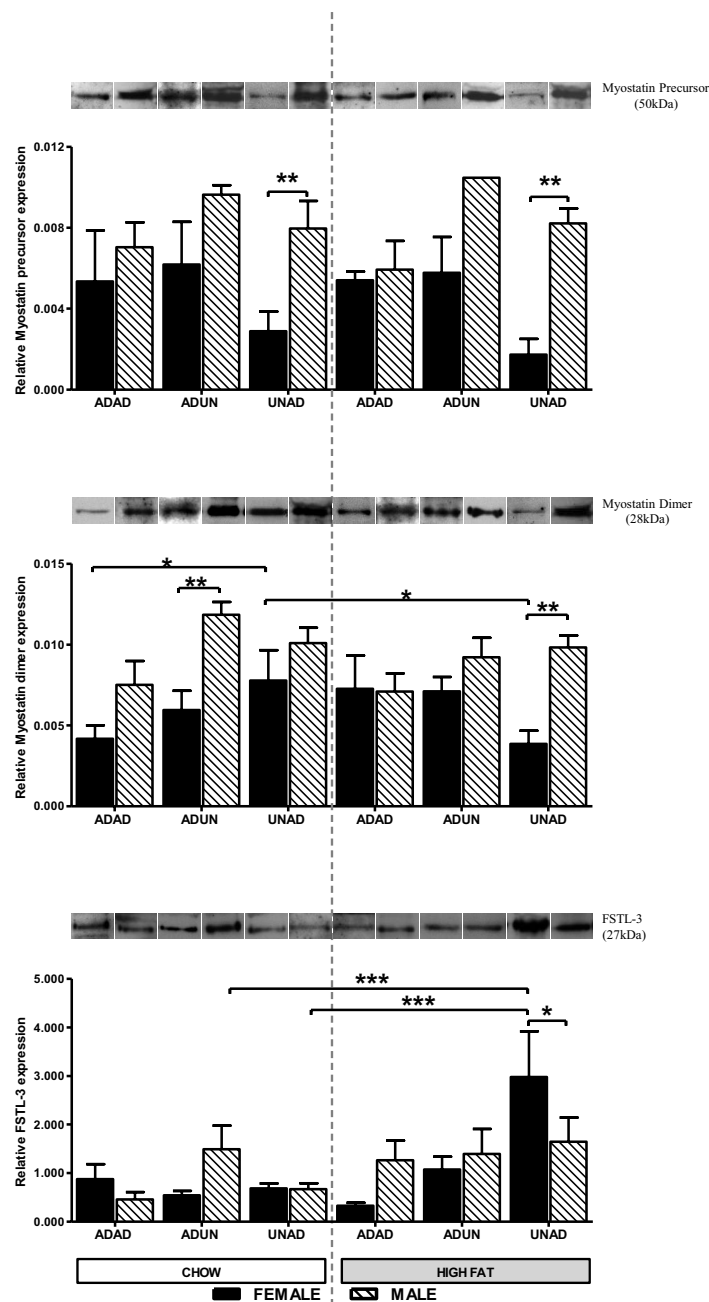 Myostatin Precursor
(50kDa)
Relative Myostatin precursor expression
0.012
0.008
0.004
0.000
**
**
ADAD
ADUN
UNAD
ADAD
ADUN
UNAD
Myostatin Dimer
(28kDa)
Relative Myostatin dimer expression
0.015
0.010
0.005
0.000
*
**
*
**
ADAD
ADUN
UNAD
ADAD
ADUN
UNAD
FSTL-3
(27kDa)
Relative FSTL-3 expression
5.000
4.000
3.000
2.000
1.000
0.000
***
***
*
ADAD
ADUN
UNAD
ADAD
ADUN
UNAD
CHOW
HIGH FAT
FEMALE
MALE